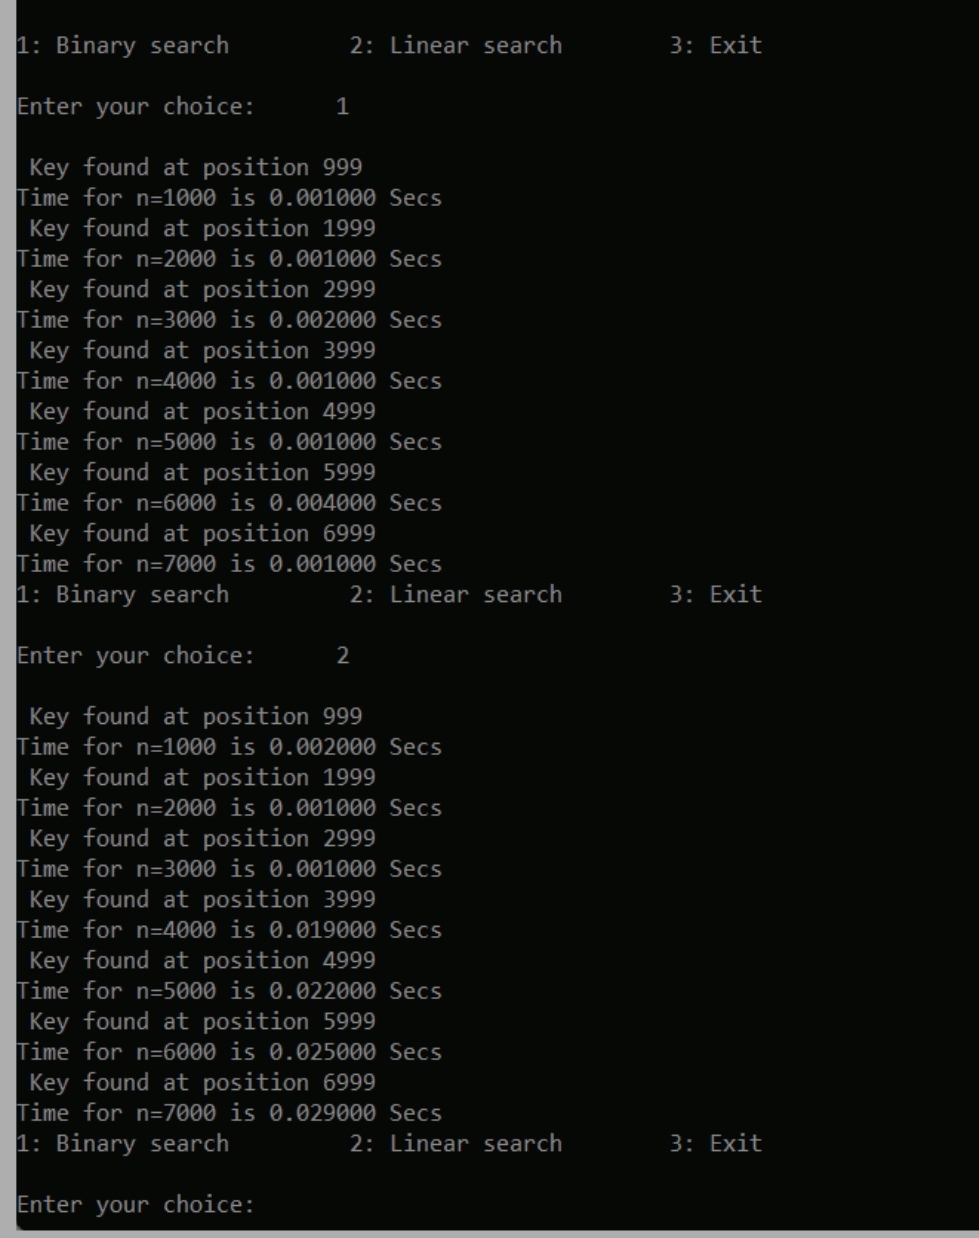 1: Binary search 2: Linear search 3: Exit
Enter your choice: 1
Key found at position 999
Time for n=1000 is 0.001000 Secs
Key found at position 1999
Time for n=2000 is 0.001000 Secs
Key found at position 2999
Time for n=3000 is 0.002000 Secs
Key found at position 3999
Time for n=4000 is 0.001000 Secs
Key found at position 4999
Time for n=5000 is 0.001000 Secs
Key found at position 5999
Time for n=6000 is 0.004000 Secs
Key found at position 6999
Time for n=7000 is 0.001000 Secs
1: Binary search 2: Linear search 3: Exit
Enter your choice: 2
Key found at position 999
Time for n=1000 is 0.002000 Secs
Key found at position 1999
Time for n=2000 is 0.001000 Secs
Key found at position 2999
Time for n=3000 is 0.001000 Secs
Key found at position 3999
Time for n=4000 is 0.019000 Secs
Key found at position 4999
Time for n=5000 is 0.022000 Secs
Key found at position 5999
Time for n=6000 is 0.025000 Secs
Key found at position 6999
Time for n=7000 is 0.029000 Secs
1: Binary search 2: Linear search 3: Exit
Enter your choice: